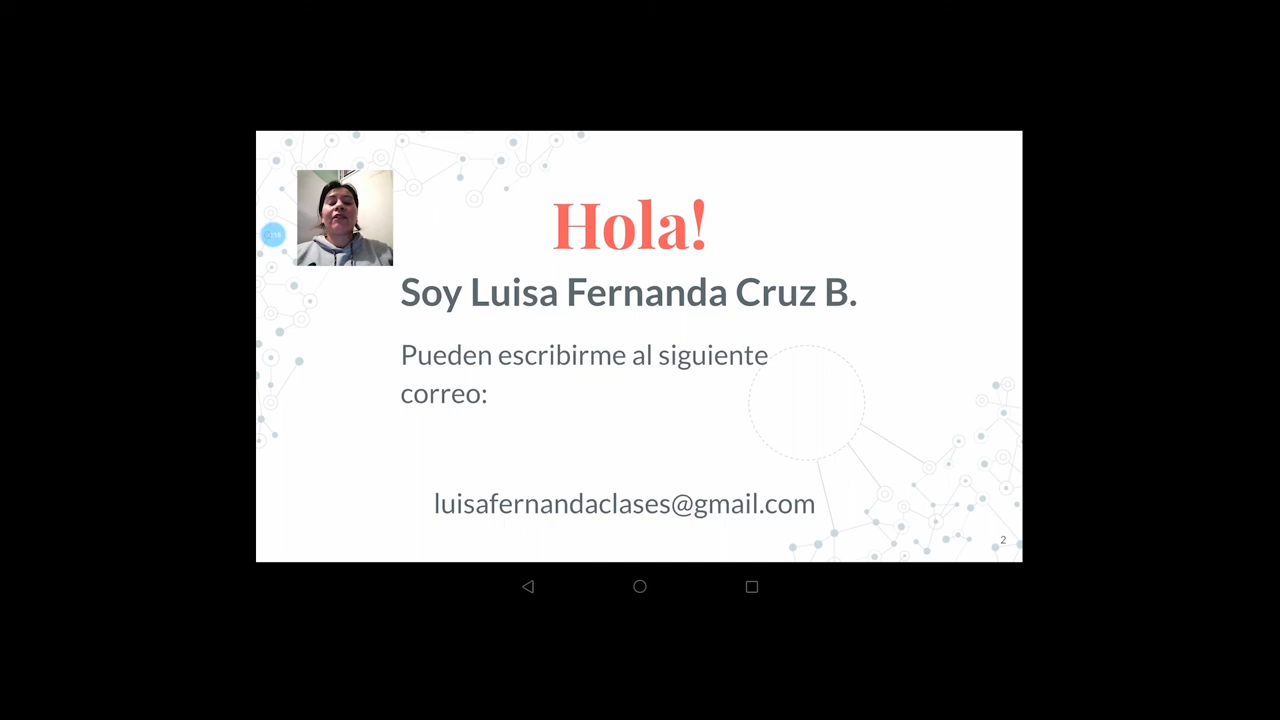 Hola!
Soy Luisa Fernanda Cruz B.
Pueden escribirme al siguiente
correo:
luisafernandaclases@gmail.com
2